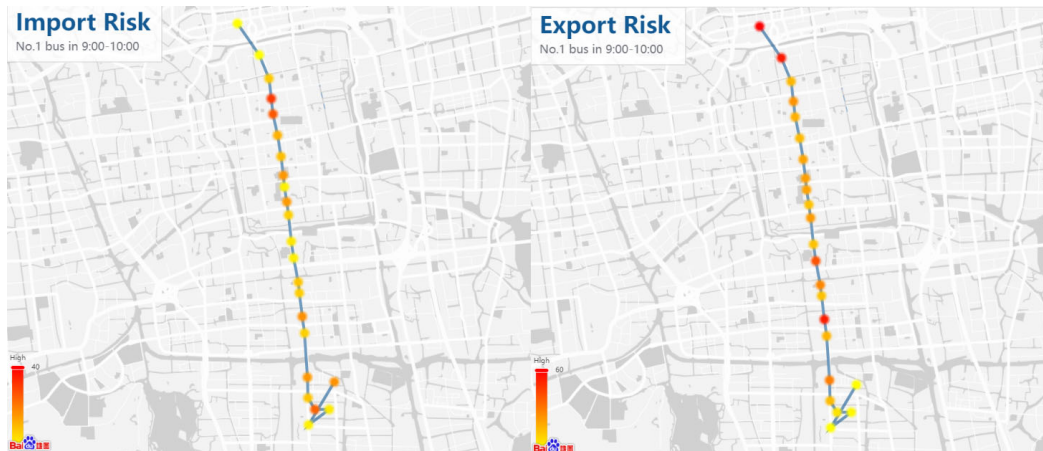 Import Risk
No.1 bus in 9:00-10:00
High
40
Export Risk
No.1 bus in 9:00-10:00
High
60